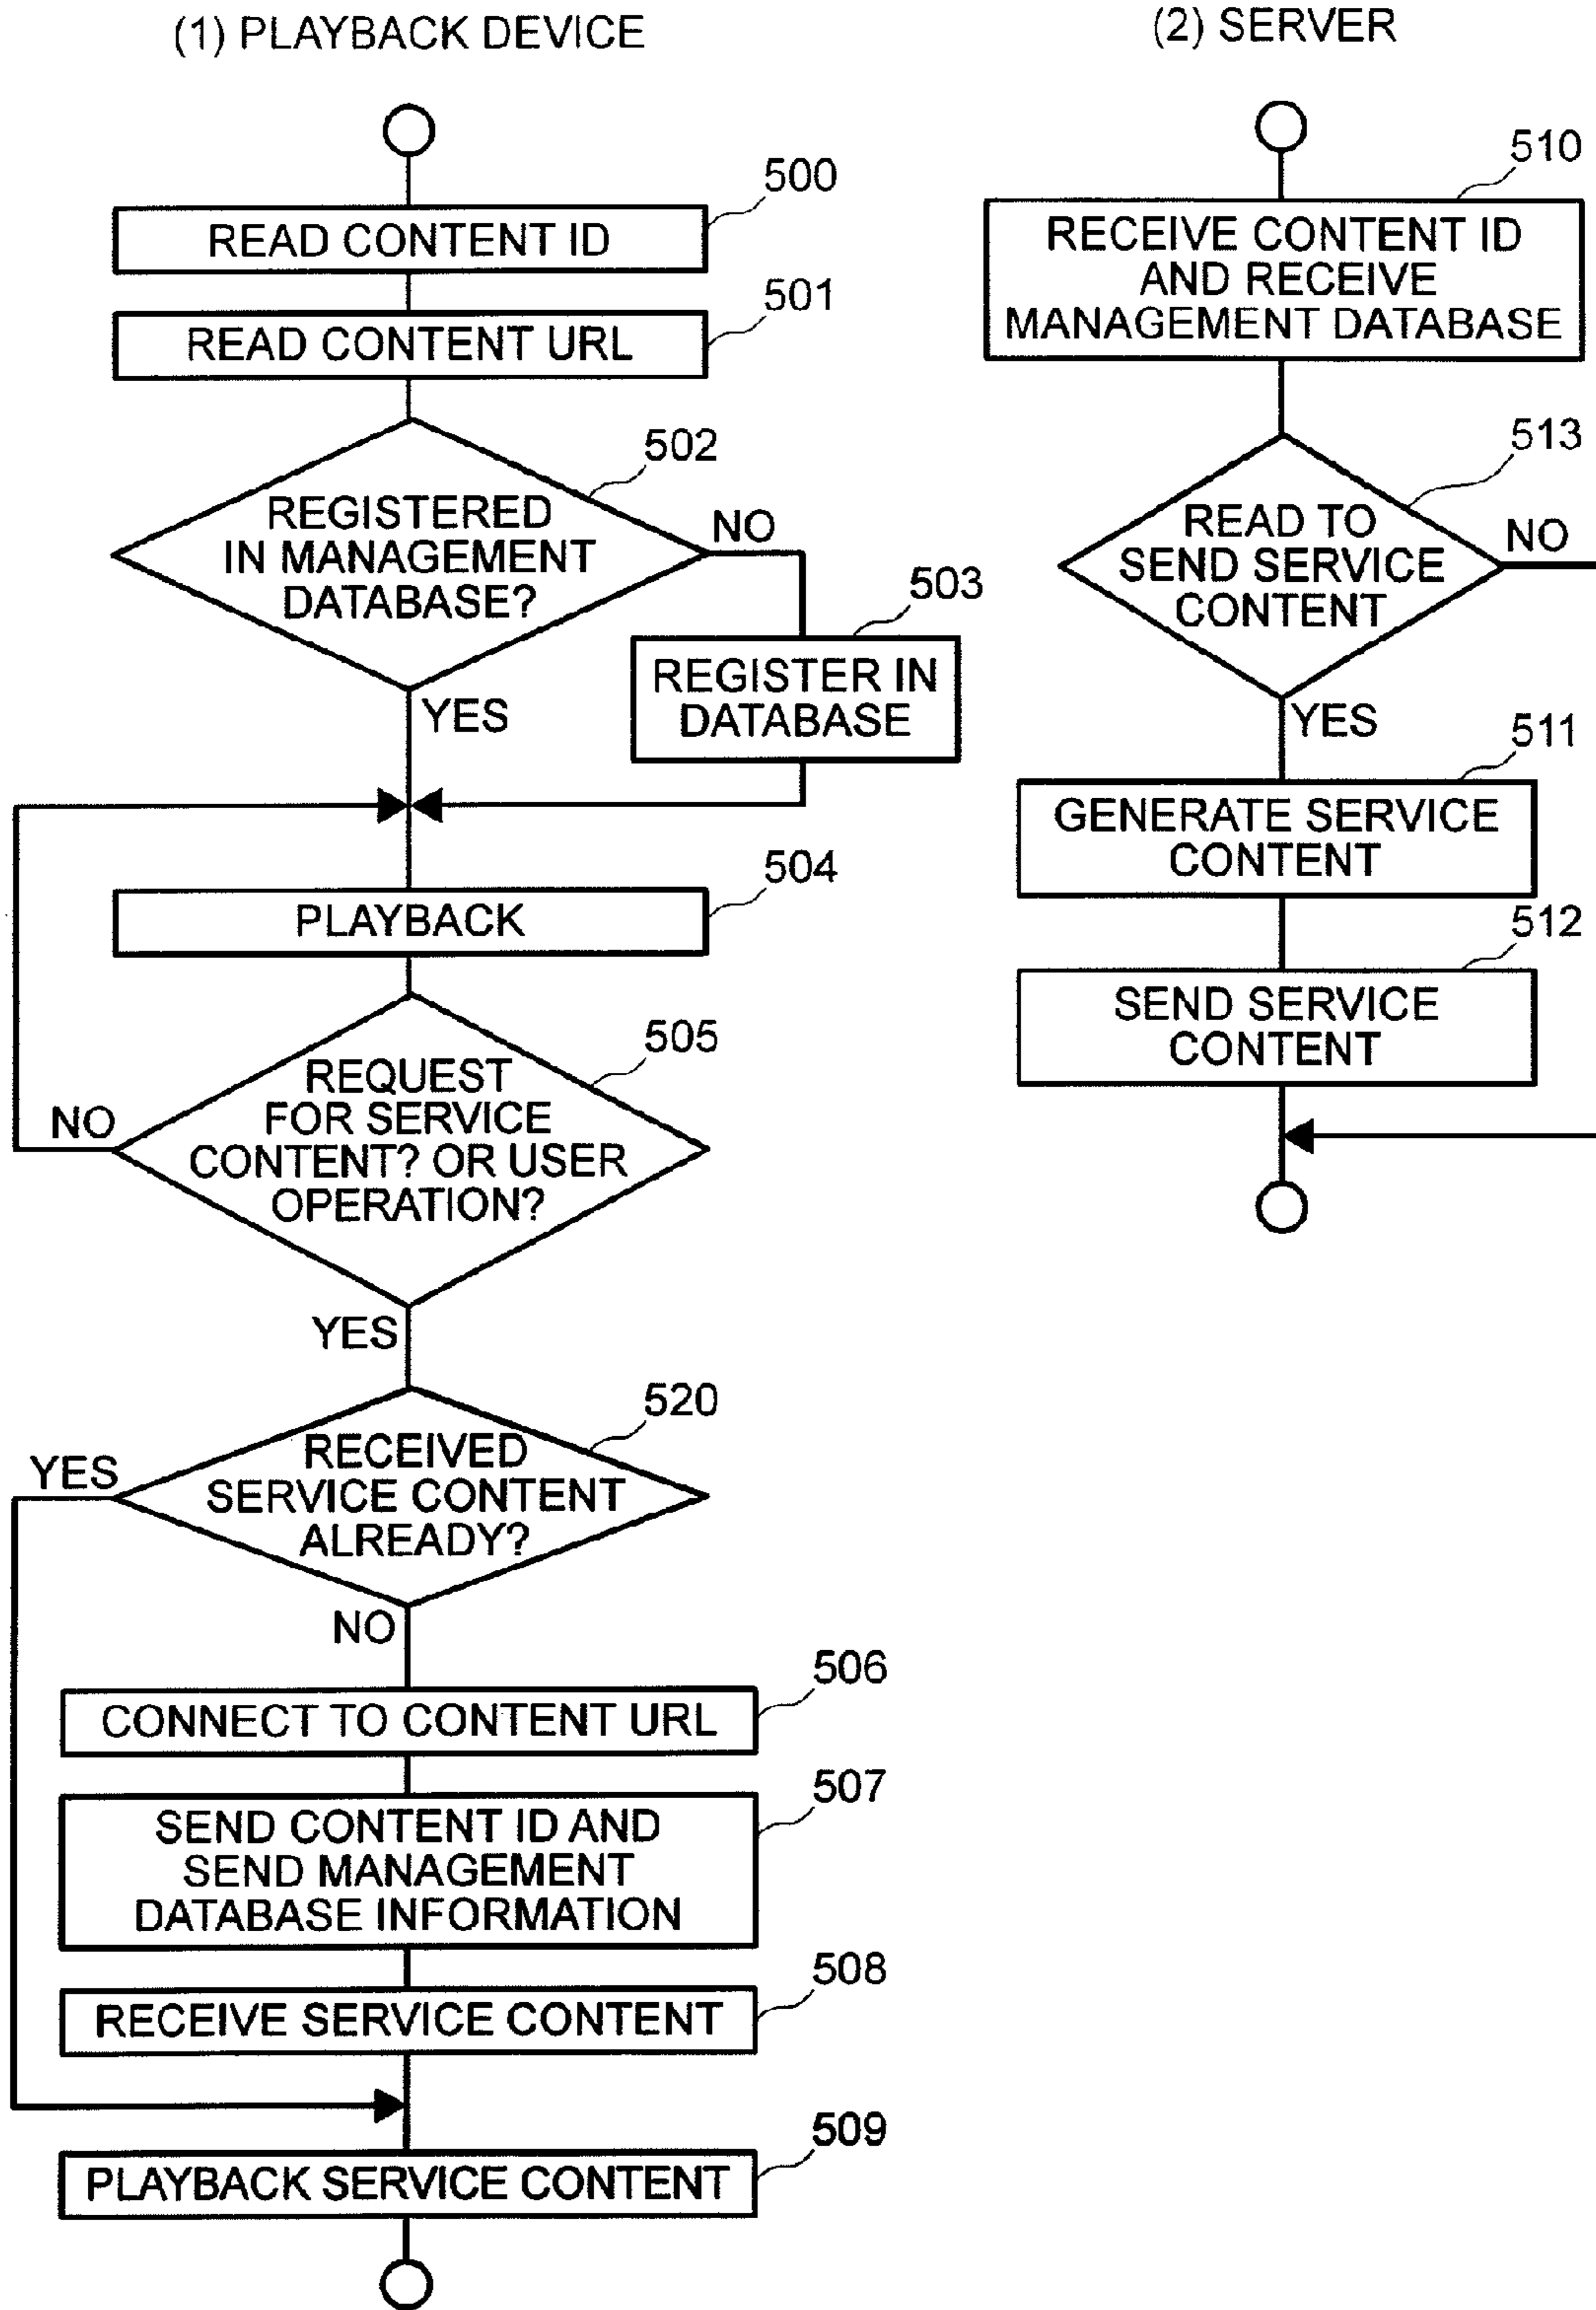 (1) PLAYBACK DEVICE
500
READ CONTENT ID
501
READ CONTENT URL
502
REGISTERED
IN MANAGEMENT
DATABASE?
NO
503
REGISTER IN
DATABASE
YES
504
PLAYBACK
505
REQUEST
FOR SERVICE
CONTENT? OR USER
OPERATION?
NO
YES
520
RECEIVED
SERVICE CONTENT
ALREADY?
YES
NO
506
CONNECT TO CONTENT URL
507
SEND CONTENT ID AND
SEND MANAGEMENT
DATABASE INFORMATION
508
RECEIVE SERVICE CONTENT
509
PLAYBACK SERVICE CONTENT
(2) SERVER
510
RECEIVE CONTENT ID
AND RECEIVE
MANAGEMENT DATABASE
513
READ TO
SEND SERVICE
CONTENT
NO
YES
511
GENERATE SERVICE
CONTENT
512
SEND SERVICE
CONTENT